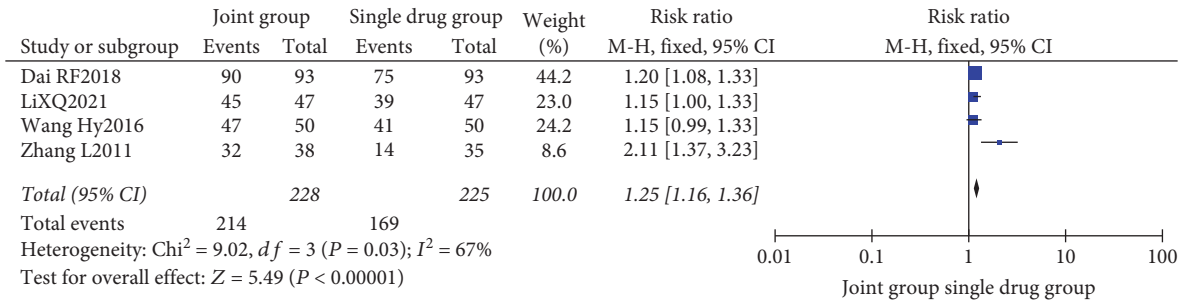 Joint group Single drug group Weight Risk ratio Risk ratio
Study or subgroup Events Total Events Total (%) M-H, fixed, 95% CI M-H, fixed, 95% CI
Dai RF2018 90 93 75 93 44.2 1.20 [1.08, 1.33]
LiXQ2021 45 47 39 47 23.0 1.15 [1.00, 1.33]
Wang Hy2016 47 50 41 50 24.2 1.15 [0.99, 1.33]
Zhang L2011 32 38 14 35 8.6 2.11 [1.37, 3.23]
Total (95% CI) 228 225 100.0 1.25 [1.16, 1.36]
Total events 214 169
Heterogeneity: Chi² = 9.02, df = 3 (P = 0.03); I² = 67%
Test for overall effect: Z = 5.49 (P < 0.00001)
0.01 0.1 1 10 100
Joint group single drug group